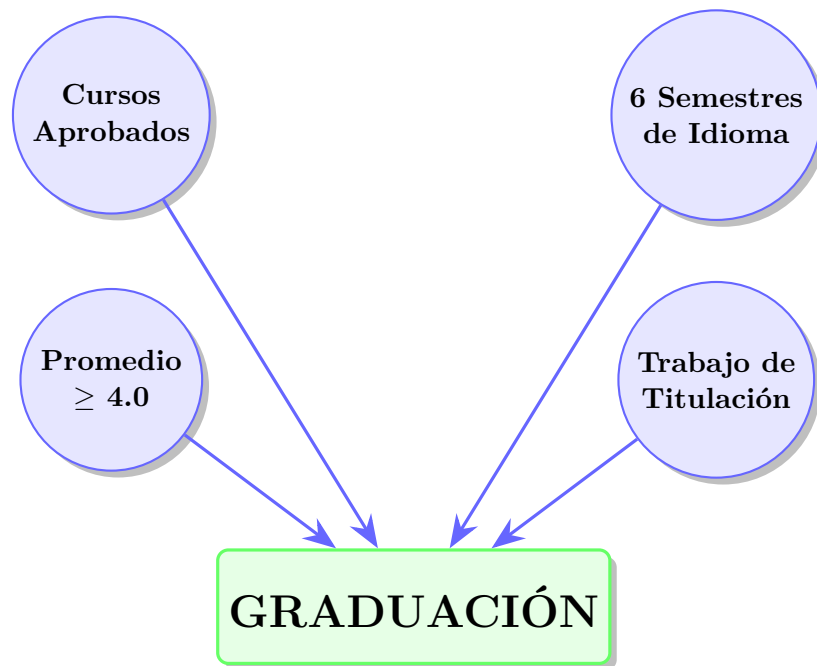 Cursos
Aprobados
6 Semestres
de Idioma
Promedio
≥ 4.0
Trabajo de
Titulación
GRADUACIÓN